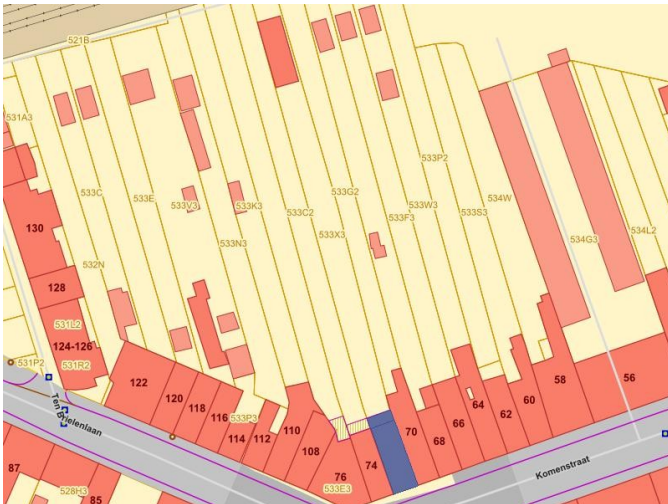 521B
531A3
533C
533E
533V3
533K3
533N3
533C2
533G2
533X3
533F3
533W3
533P2
533S3
534W
534G3
534L2
532N
130
128
531L2
124-126
531R2
531P2
122
120
118
116
533P3
114
112
110
108
76
533E3
74
70
68
66
64
62
60
58
56
Ten Brielenlaan
Komenstraat
87
528H3
85